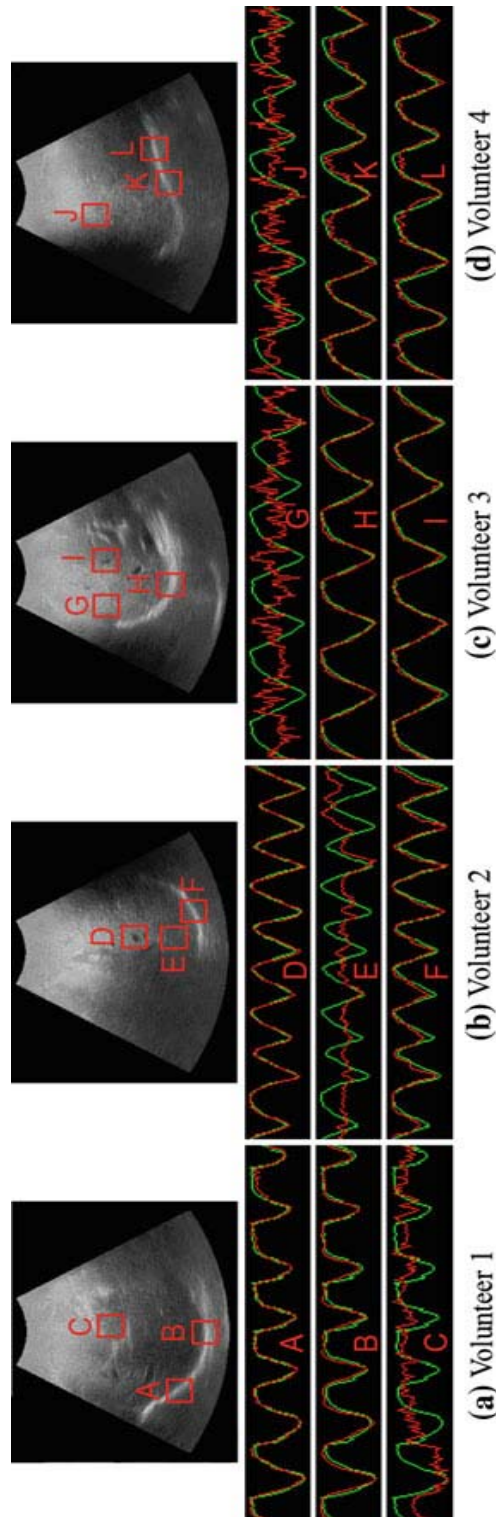 A
B
C
A
B
C
(a) Volunteer 1
D
E
F
D
E
F
(b) Volunteer 2
G
H
I
G
H
I
(c) Volunteer 3
J
K
L
J
K
L
(d) Volunteer 4